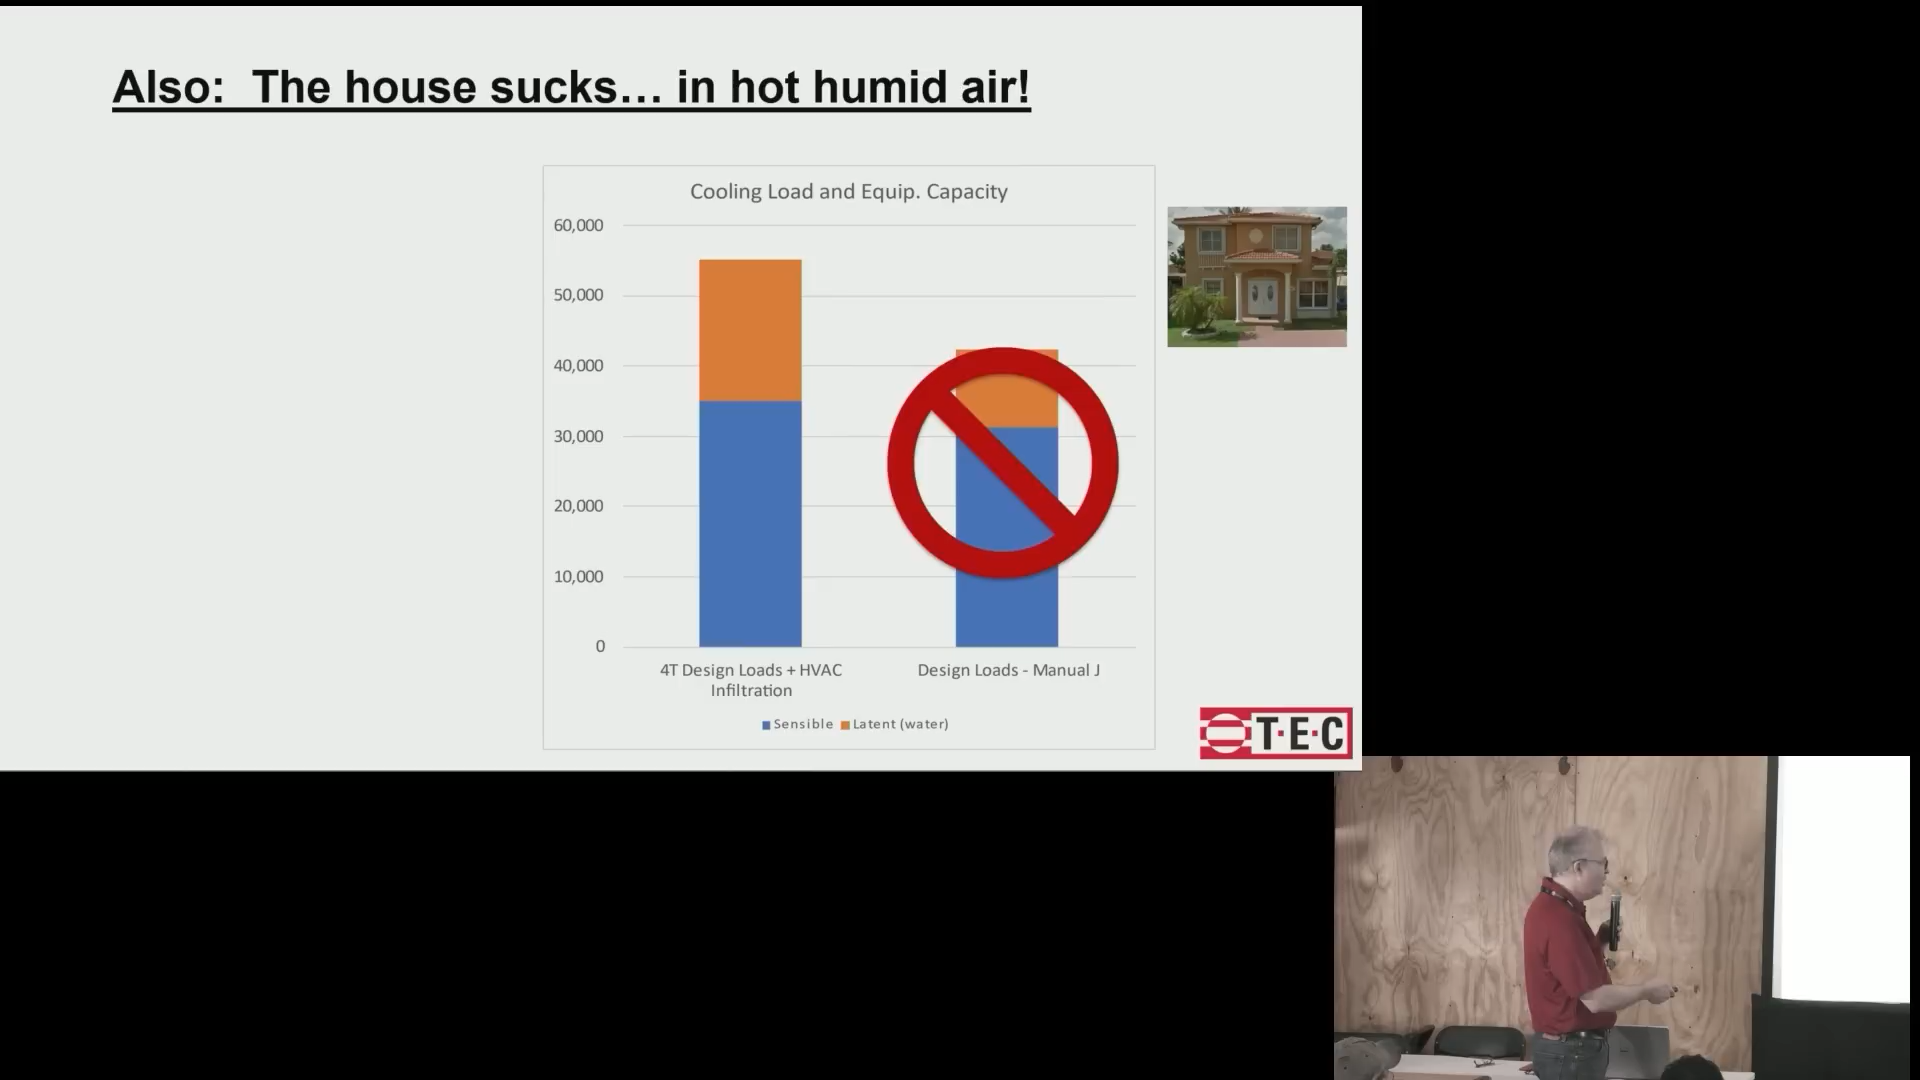 Also: The house sucks… in hot humid air!
Cooling Load and Equip. Capacity
60,000
50,000
40,000
30,000
20,000
10,000
0
4T Design Loads + HVAC
Infiltration
Design Loads - Manual J
Sensible
Latent (water)
T·E·C